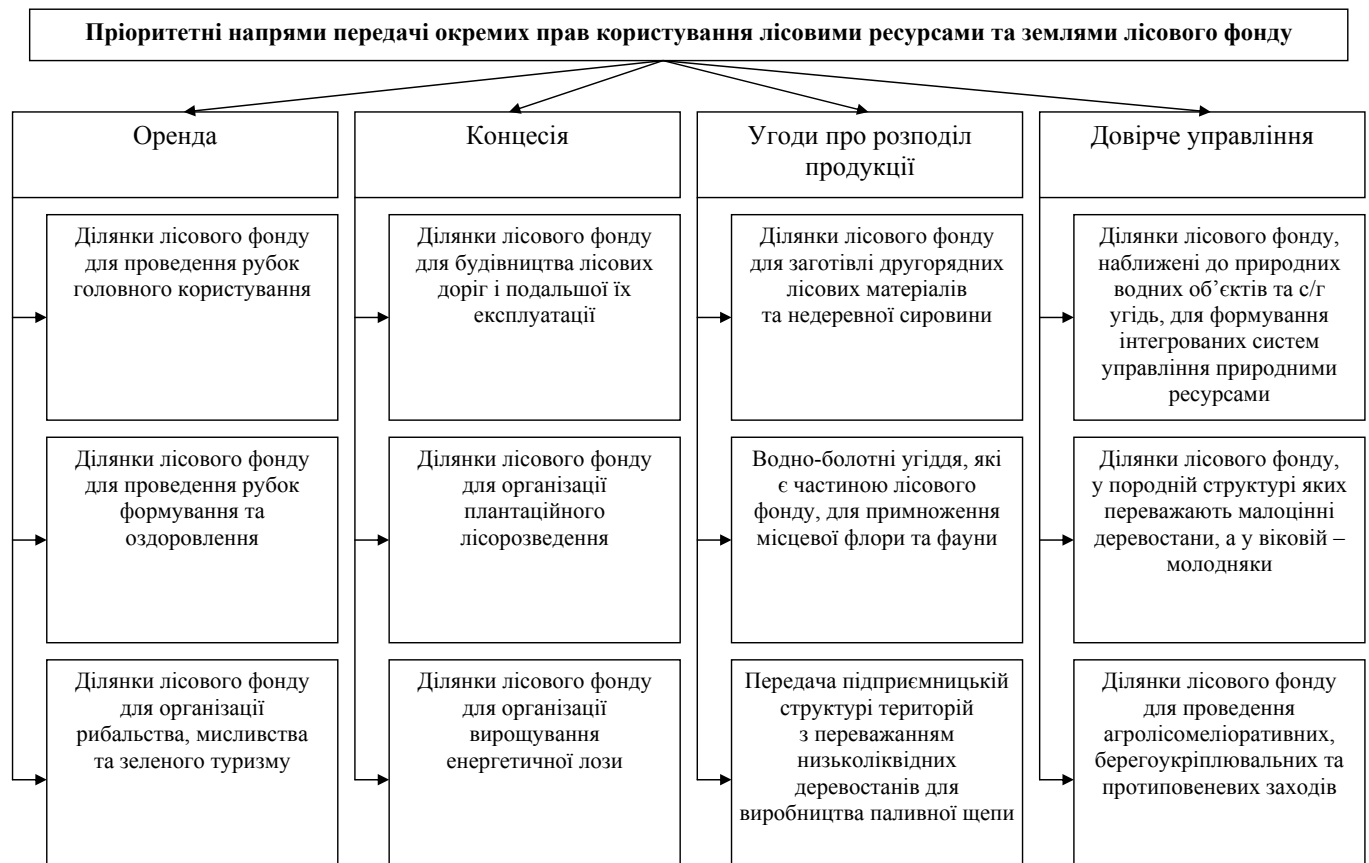 Пріоритетні напрями передачі окремих прав користування лісовими ресурсами та землями лісового фонду
Оренда
Ділянки лісового фонду
для проведення рубок
головного користування
Ділянки лісового фонду
для проведення рубок
формування та
оздоровлення
Ділянки лісового фонду
для організації
рибальства, мисливства
та зеленого туризму
Концесія
Ділянки лісового фонду
для будівництва лісових
доріг і подальшої їх
експлуатації
Ділянки лісового фонду
для організації
плантаційного
лісорозведення
Ділянки лісового фонду
для організації
вирощування
енергетичної лози
Угоди про розподіл
продукції
Ділянки лісового фонду
для заготівлі другорядних
лісових матеріалів
та недеревної сировини
Водно-болотні угіддя, які
є частиною лісового
фонду, для примноження
місцевої флори та фауни
Передача підприємницькій
структурі територій
з переважанням
низьколіквідних
деревостанів для
виробництва паливної щепи
Довірче управління
Ділянки лісового фонду,
наближені до природних
водних об’єктів та с/г
угідь, для формування
інтегрованих систем
управління природними
ресурсами
Ділянки лісового фонду,
у породній структурі яких
переважають малоцінні
деревостани, а у віковій –
молодняки
Ділянки лісового фонду
для проведення
агролісомеліоративних,
берегоукріплювальних та
протиповеневих заходів